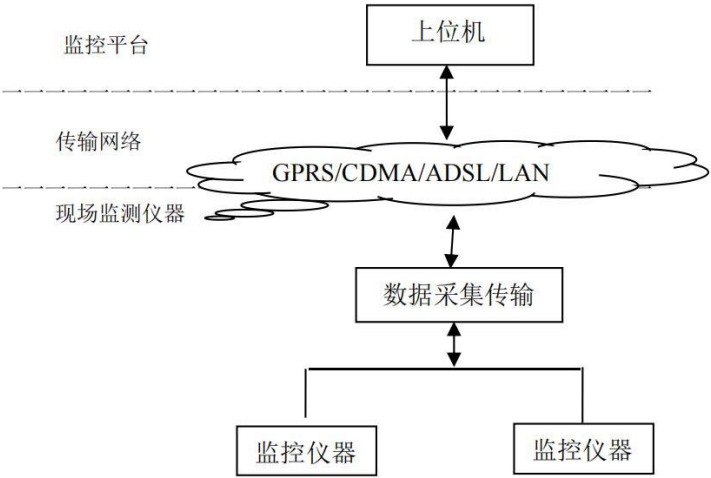 监控平台
上位机
传输网络
GPRS/CDMA/ADSL/LAN
现场监测仪器
数据采集传输
监控仪器
监控仪器